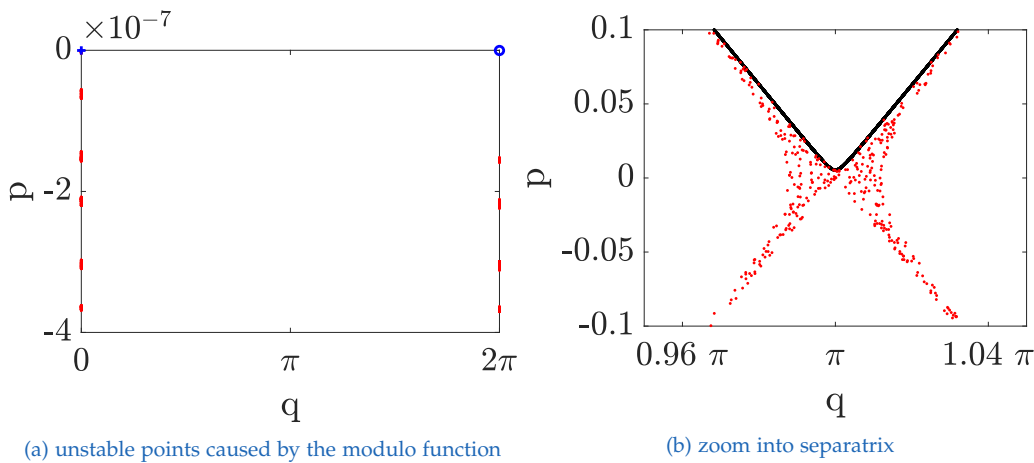 ×10⁻⁷
0
-2
-4
p
0
π
2π
q
(a) unstable points caused by the modulo function
0.1
0.05
0
-0.05
-0.1
p
0.96 π
π
1.04 π
q
(b) zoom into separatrix